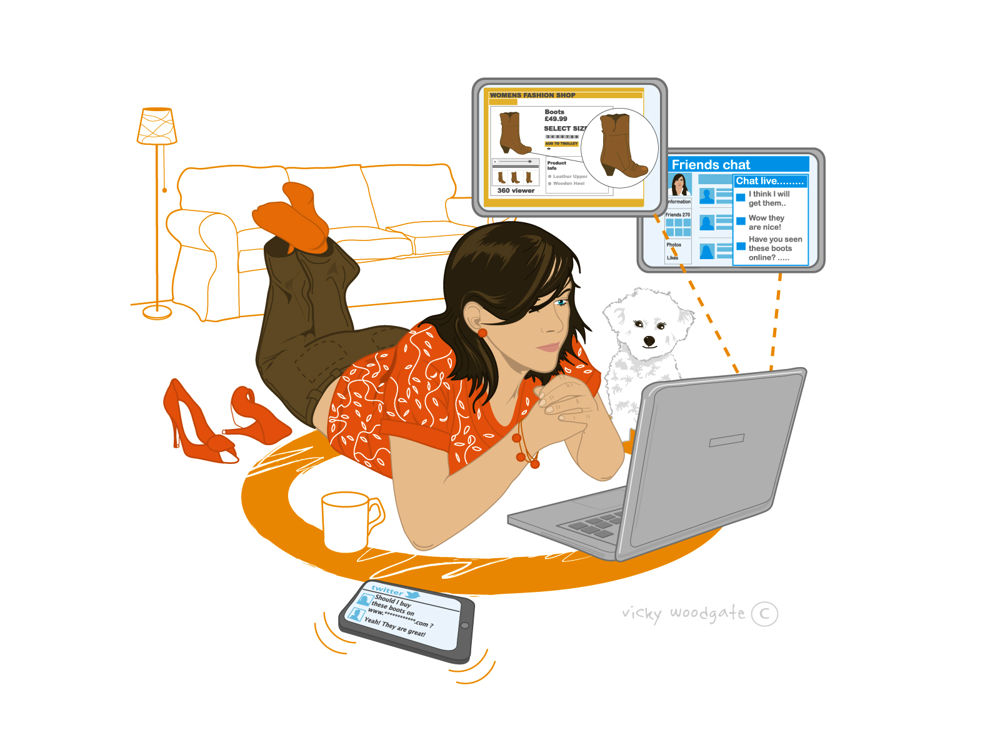 WOMENS FASHION SHOP
Boots
£49.99
SELECT SIZE
3 4 5 6 7 8 9
ADD TO TROLLEY
Product
Info
Leather Upper
Wooden Heel
360 viewer
Friends chat
Information
Friends 270
Photos
Likes
Chat live.........
I think I will
get them..
Wow they
are nice!
Have you seen
these boots
online? .....
twitter
Should I buy
these boots on
www.************.com ?
Yeah! They are great!
vicky woodgate ©